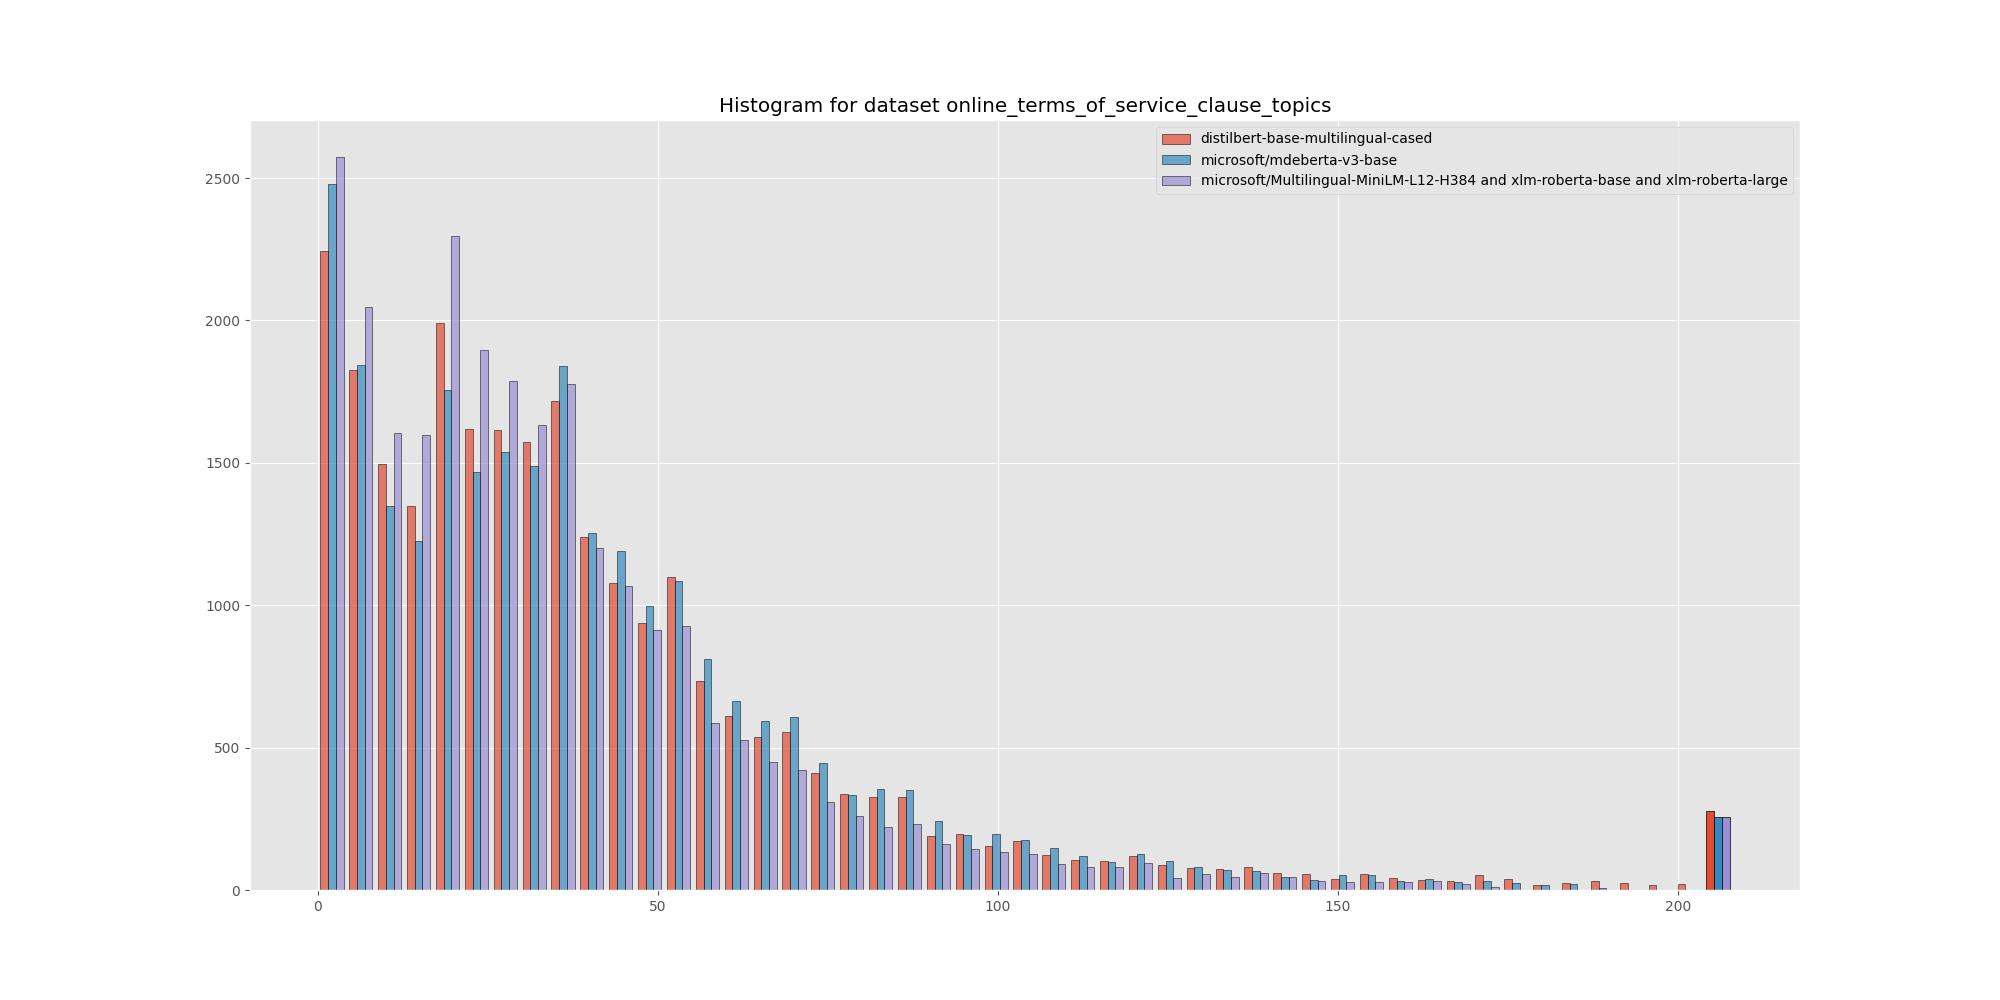 Histogram for dataset online_terms_of_service_clause_topics
distilbert-base-multilingual-cased
microsoft/mdeberta-v3-base
microsoft/Multilingual-MiniLM-L12-H384 and xlm-roberta-base and xlm-roberta-large
2500
2000
1500
1000
500
0
0 50 100 150 200